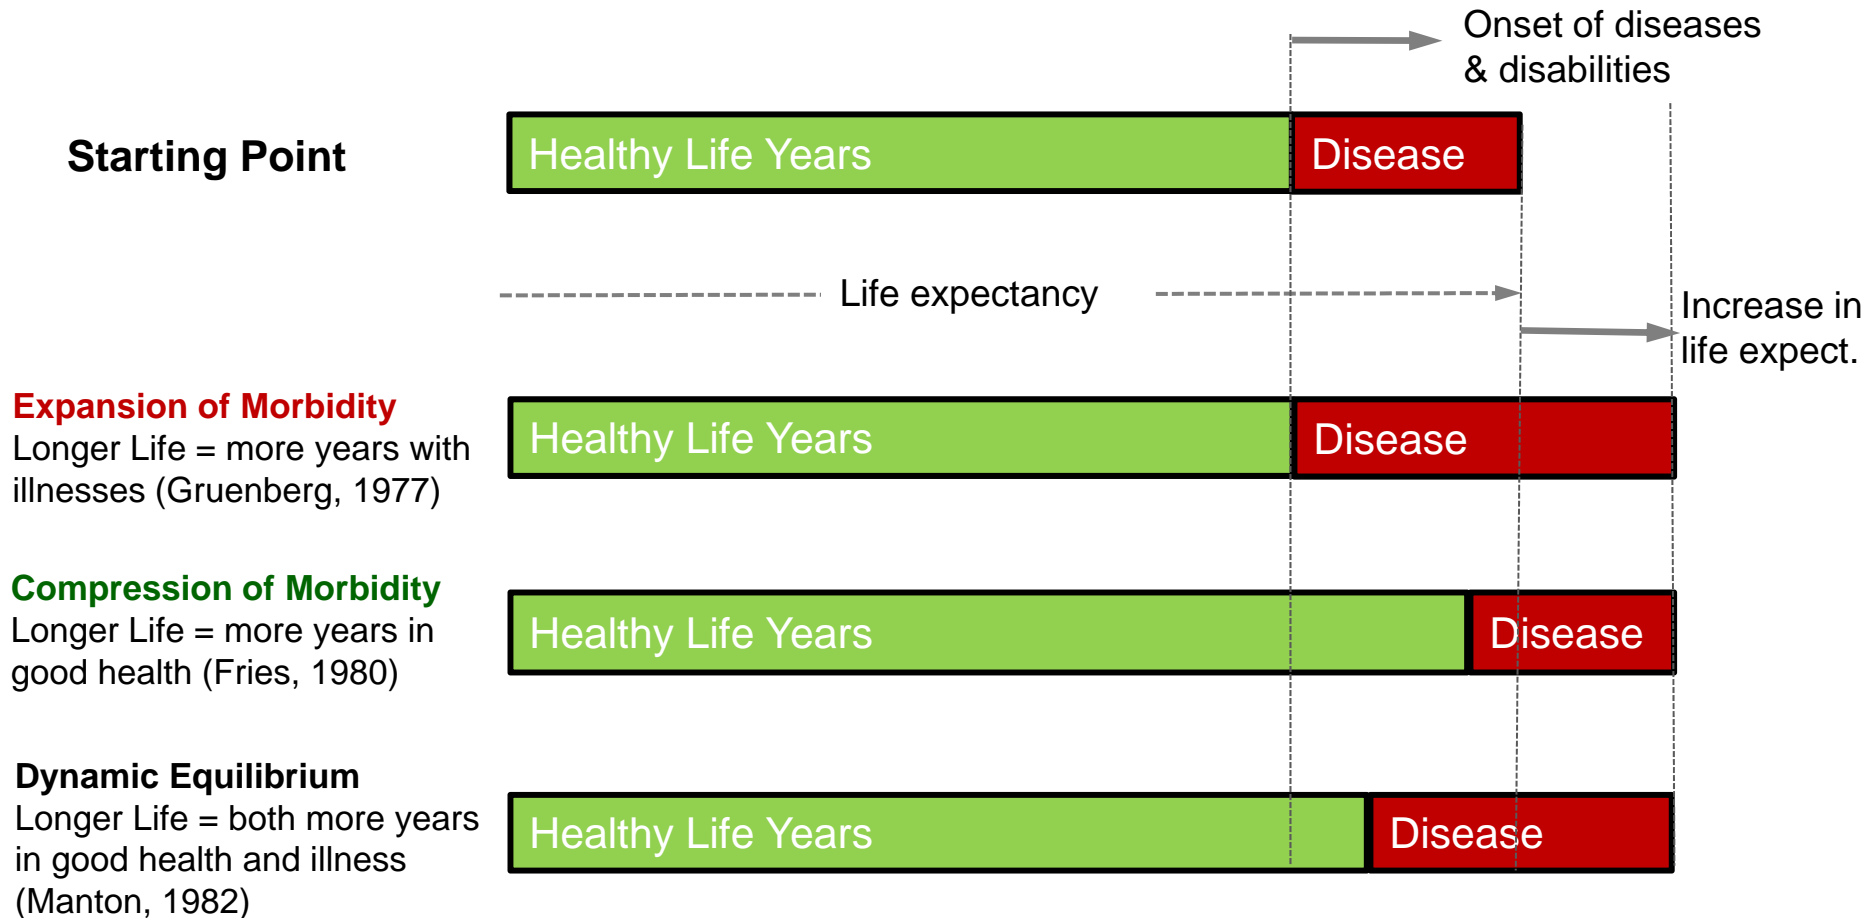 Onset of diseases
& disabilities
Starting Point
Healthy Life Years
Disease
Life expectancy
Increase in
life expect.
Expansion of Morbidity
Longer Life = more years with
illnesses (Gruenberg, 1977)
Healthy Life Years
Disease
Compression of Morbidity
Longer Life = more years in
good health (Fries, 1980)
Healthy Life Years
Disease
Dynamic Equilibrium
Longer Life = both more years
in good health and illness
(Manton, 1982)
Healthy Life Years
Disease